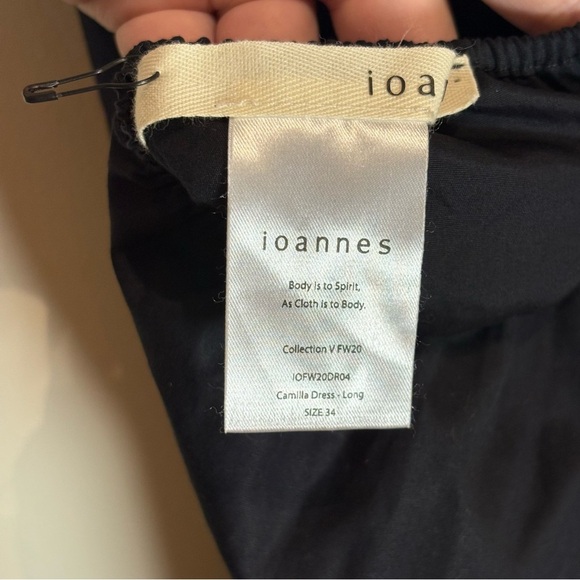 ioa
ioannes
Body is to Spirit,
As Cloth is to Body.
Collection V FW20
IOFW20DR04
Camilla Dress - Long
SIZE 34